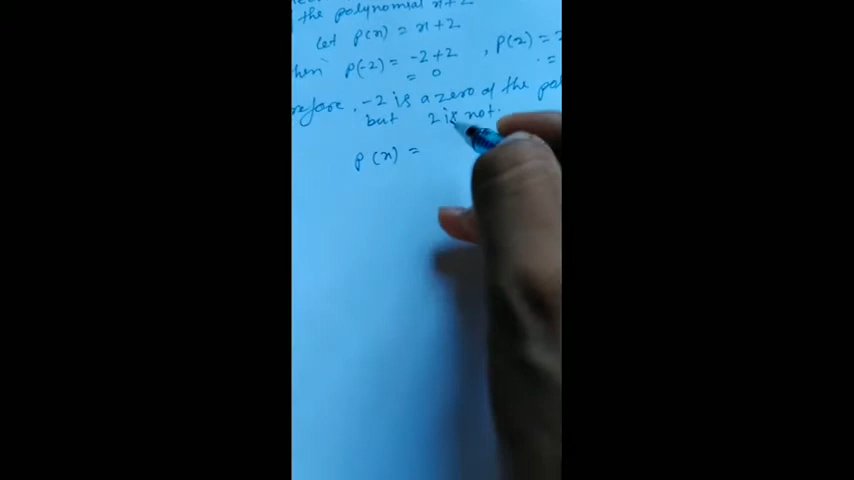 the polynomial x+2
Let p(x) = x+2
then p(-2) = -2+2 , p(2) =
= 0 =
-2 is a zero of the
but 2 is not.
p(x) =